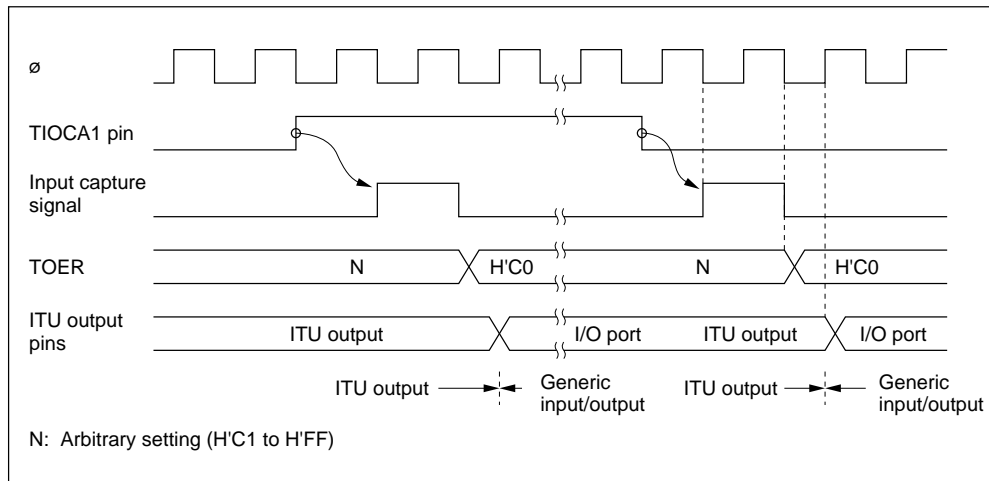 ø
TIOCA1 pin
Input capture
signal
TOER
N
H'C0
N
H'C0
ITU output
pins
ITU output
I/O port
ITU output
I/O port
ITU output
Generic
input/output
ITU output
Generic
input/output
N: Arbitrary setting (H'C1 to H'FF)